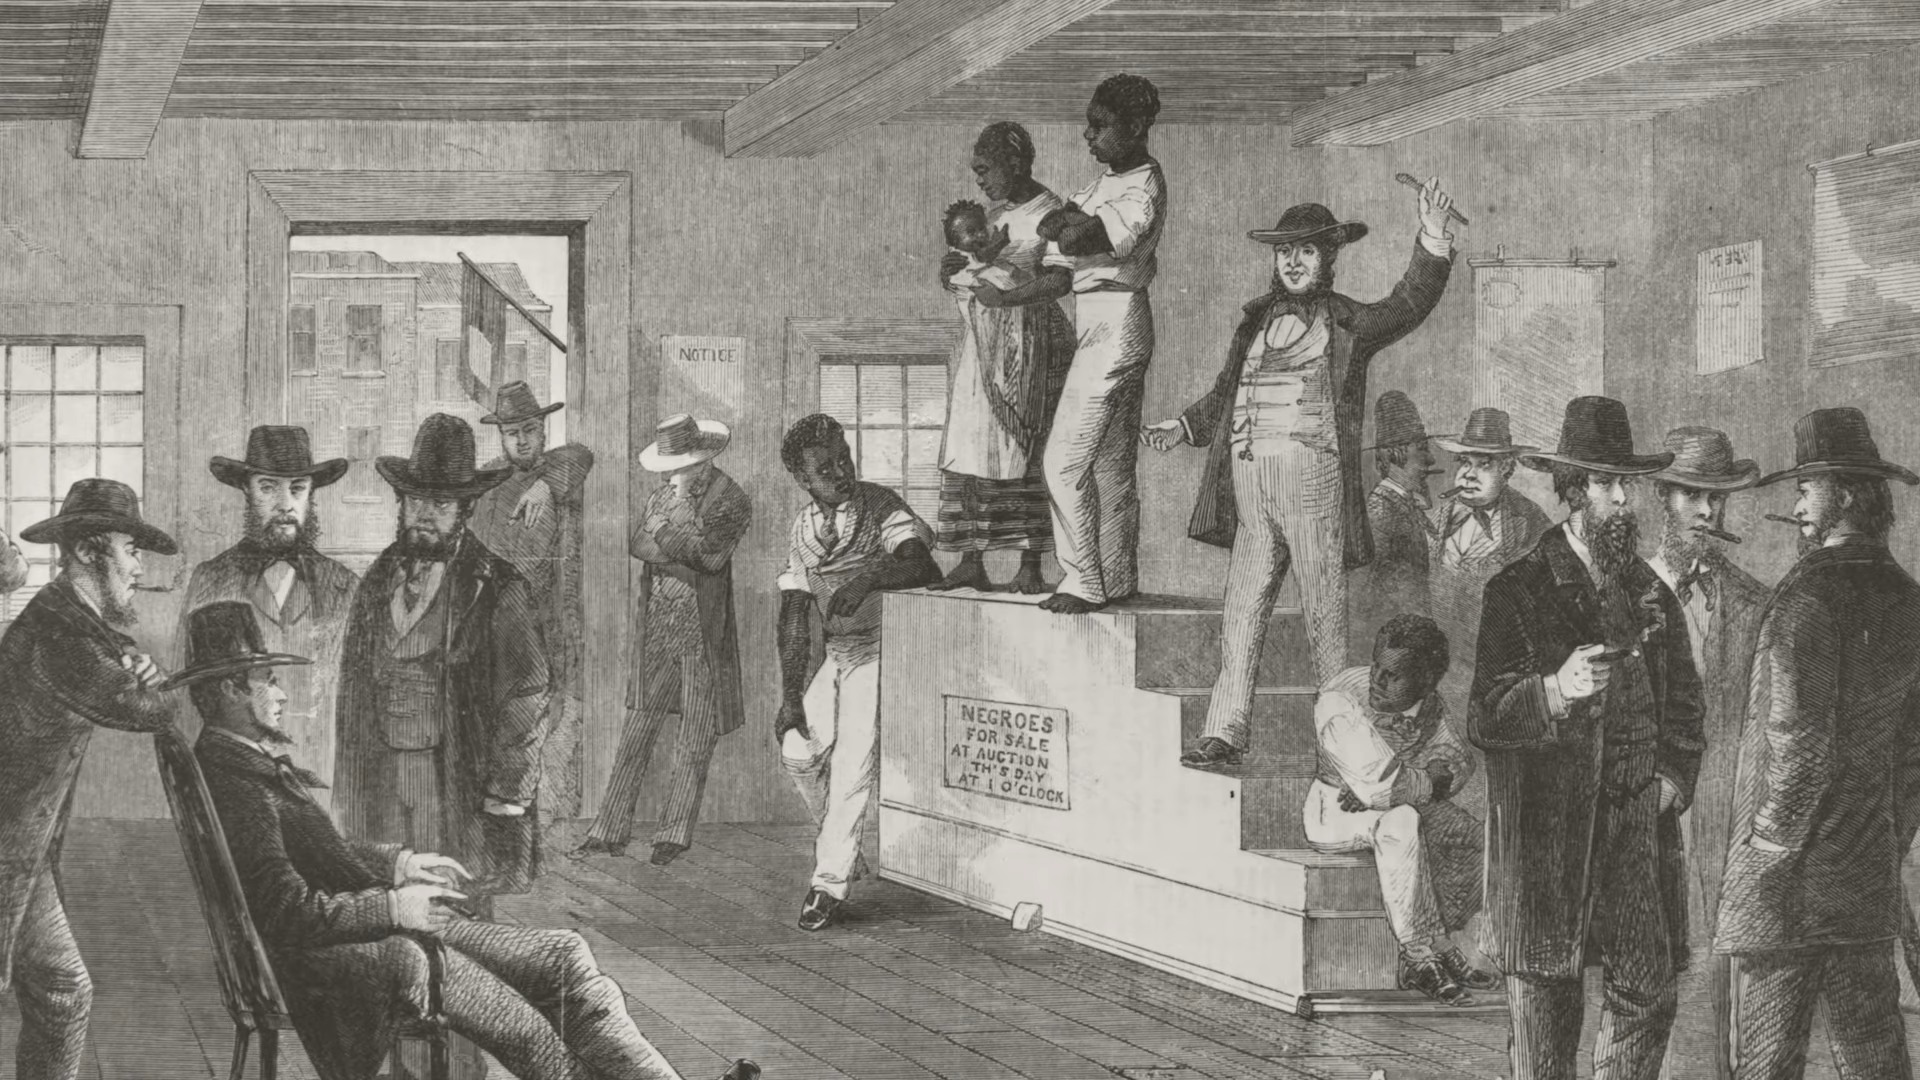 NOTICE
NEGROES
FOR SALE
AT AUCTION
TH'S DAY
AT 1 O'CLOCK